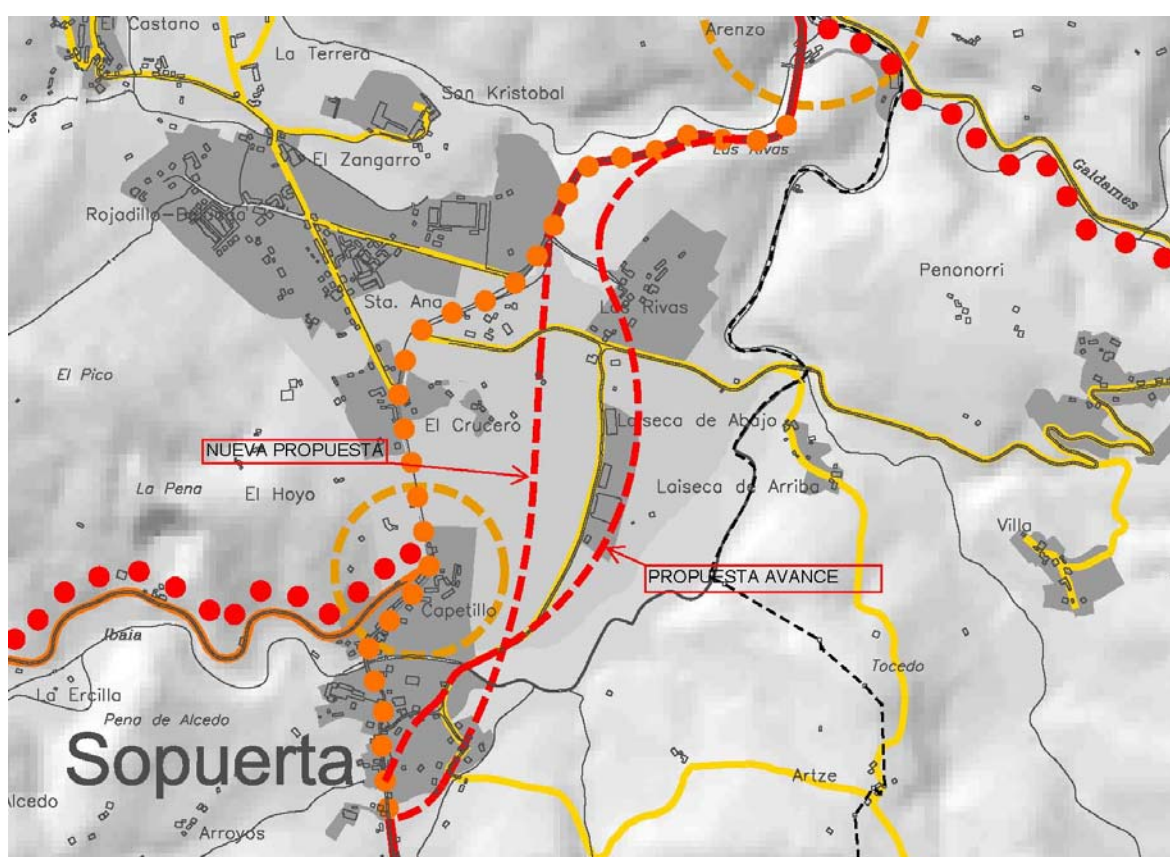 El Castano
La Terrera
Arenzo
San Kristobal
El Zangarro
Las Rivas
Galdames
Penonorri
Sta. Ana
Las Rivas
El Pico
El Crucero
Laiseca de Abajo
NUEVA PROPUESTA
La Pena
El Hoyo
Laiseca de Arriba
Villa
PROPUESTA AVANCE
Capetillo
Ibaia
Tocedo
La Ercilla
Pena de Alcedo
Sopuerta
Artze
Alcedo
Arroyos